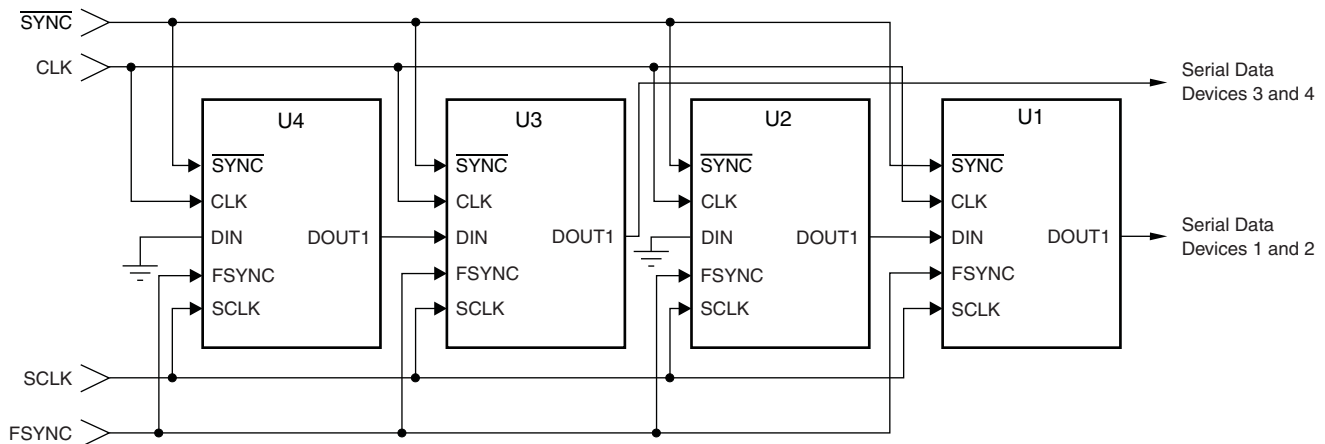 SYNC
CLK
Serial Data
Devices 3 and 4
U4
U3
U2
U1
SYNC
SYNC
SYNC
SYNC
CLK
CLK
CLK
CLK
DIN
DOUT1
DIN
DOUT1
DIN
DOUT1
DIN
DOUT1
Serial Data
Devices 1 and 2
FSYNC
FSYNC
FSYNC
FSYNC
SCLK
SCLK
SCLK
SCLK
SCLK
FSYNC